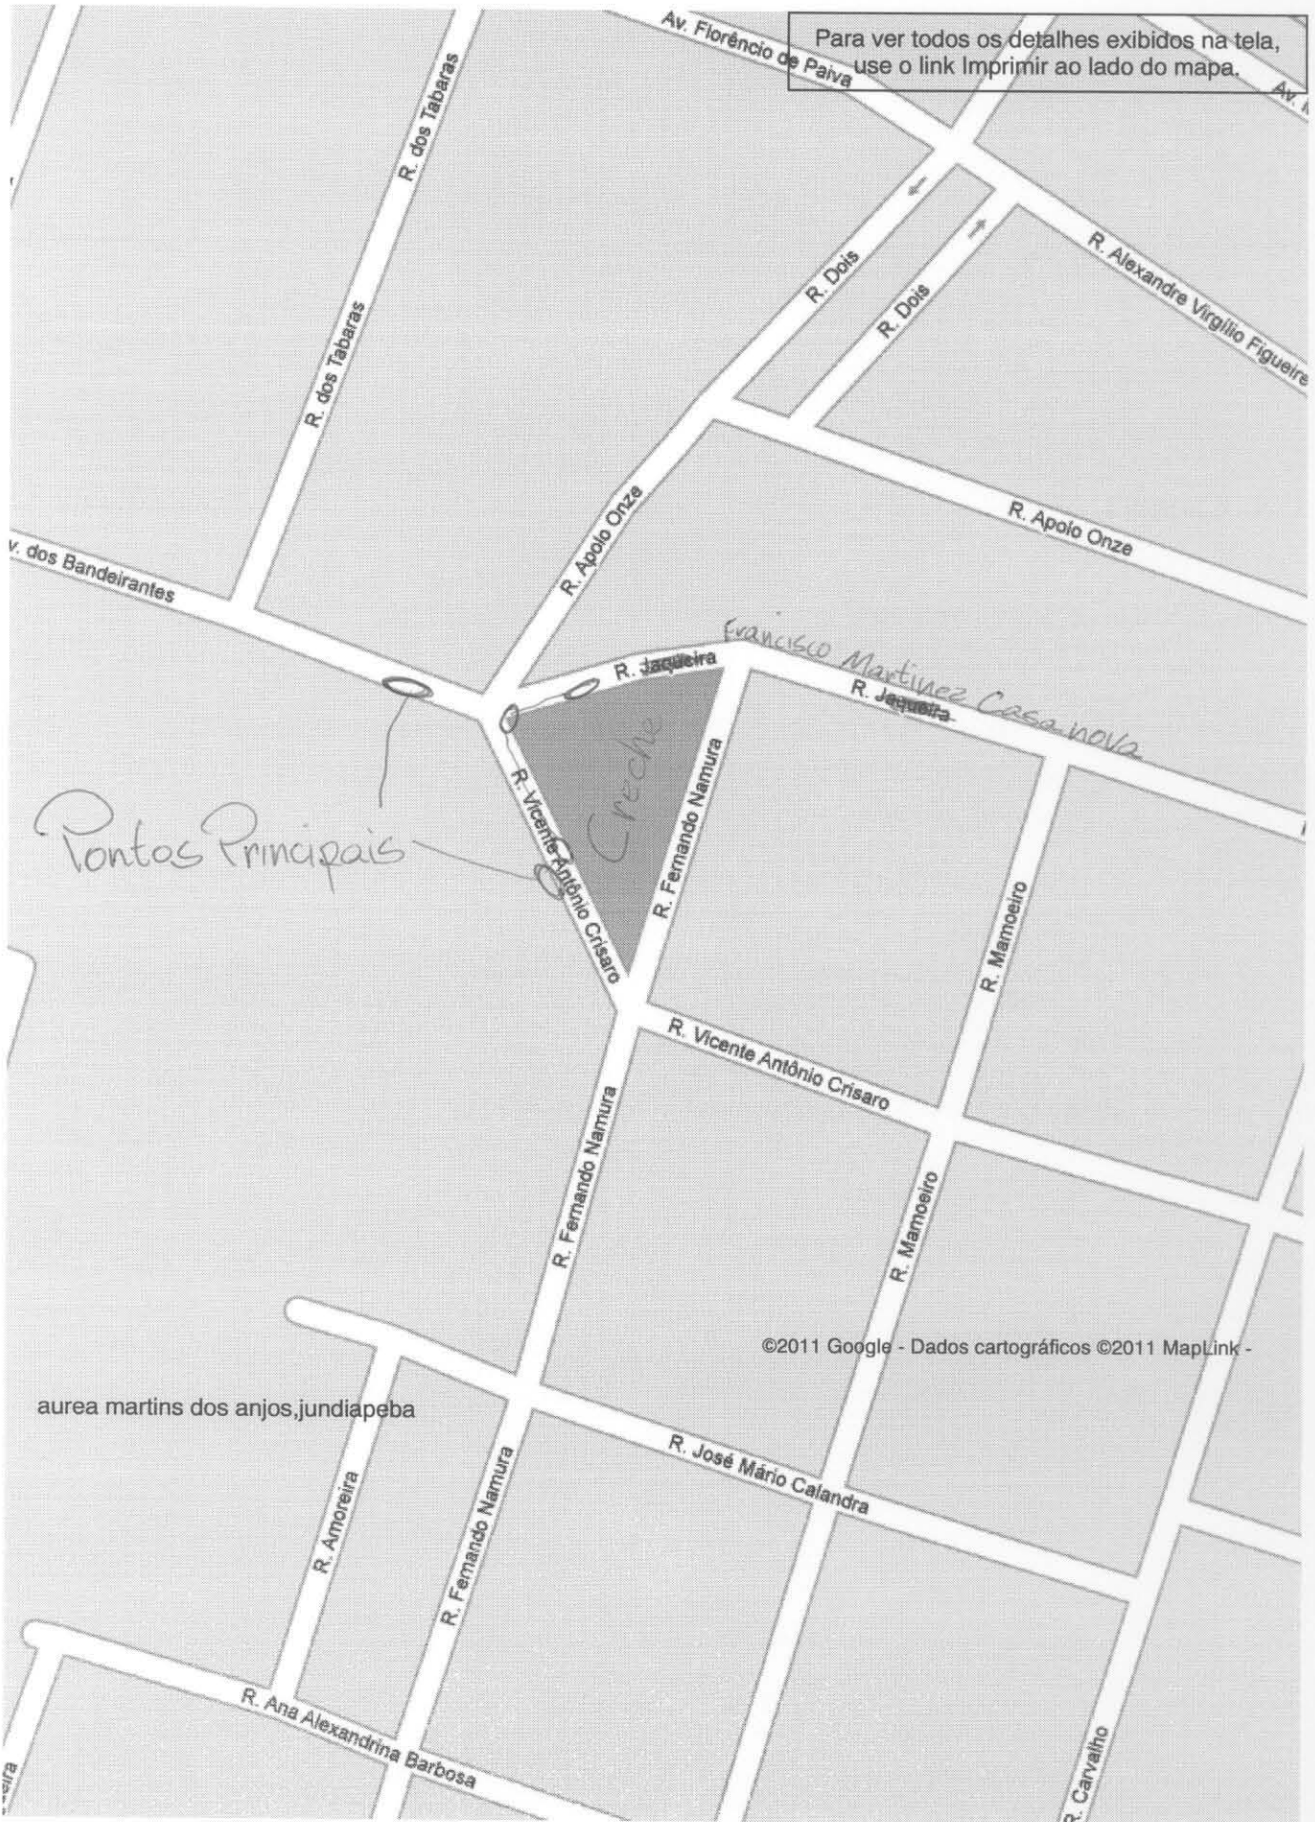 Av. Florêncio de Paiva
Para ver todos os detalhes exibidos na tela,
use o link Imprimir ao lado do mapa.
R. dos Tabaras
R. dos Tabaras
R. Dois
R. Dois
R. Alexandre Virgílio Figueire
R. Apolo Onze
R. Apolo Onze
v. dos Bandeirantes
Francisco Martinez Casanova
R. Jaqueira
R. Jaqueira
Creche
R. Vicente Antônio Crisaro
R. Fernando Namura
Pontos Principais
R. Mamoeiro
R. Vicente Antônio Crisaro
R. Fernando Namura
R. Mamoeiro
©2011 Google - Dados cartográficos ©2011 MapLink -
aurea martins dos anjos,jundiapeba
R. José Mário Calandra
R. Amoreira
R. Fernando Namura
R. Ana Alexandrina Barbosa
R. Carvalho